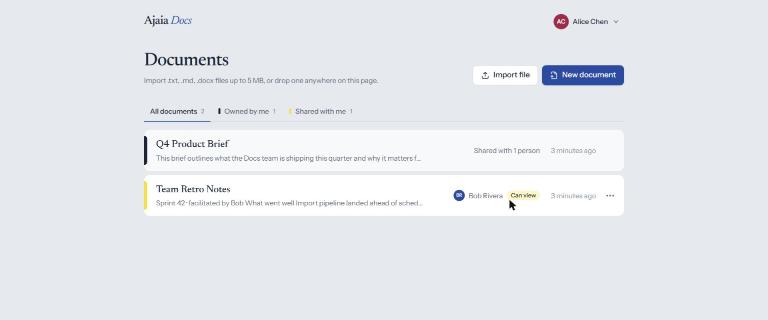 Ajaia Docs
AC Alice Chen
Documents
Import .txt, .md, .docx files up to 5 MB, or drop one anywhere on this page.
Import file
New document
All documents 2 Owned by me 1 Shared with me 1
Q4 Product Brief
This brief outlines what the Docs team is shipping this quarter and why it matters f...
Shared with 1 person 3 minutes ago
Team Retro Notes
Sprint 42· facilitated by Bob What went well Import pipeline landed ahead of sched...
BR Bob Rivera Can view 3 minutes ago